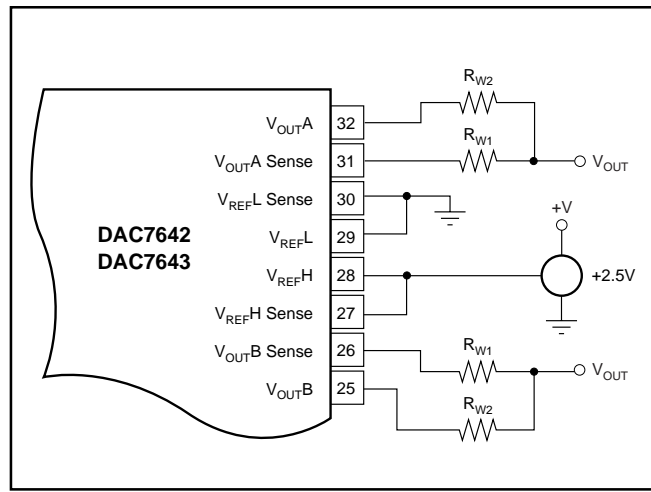 R_W2
V_OUTA 32
R_W1
V_OUTA Sense 31 V_OUT
V_REFL Sense 30
+V
DAC7642
V_REFL 29
DAC7643
V_REFH 28 +2.5V
V_REFH Sense 27
R_W1
V_OUTB Sense 26 V_OUT
V_OUTB 25
R_W2